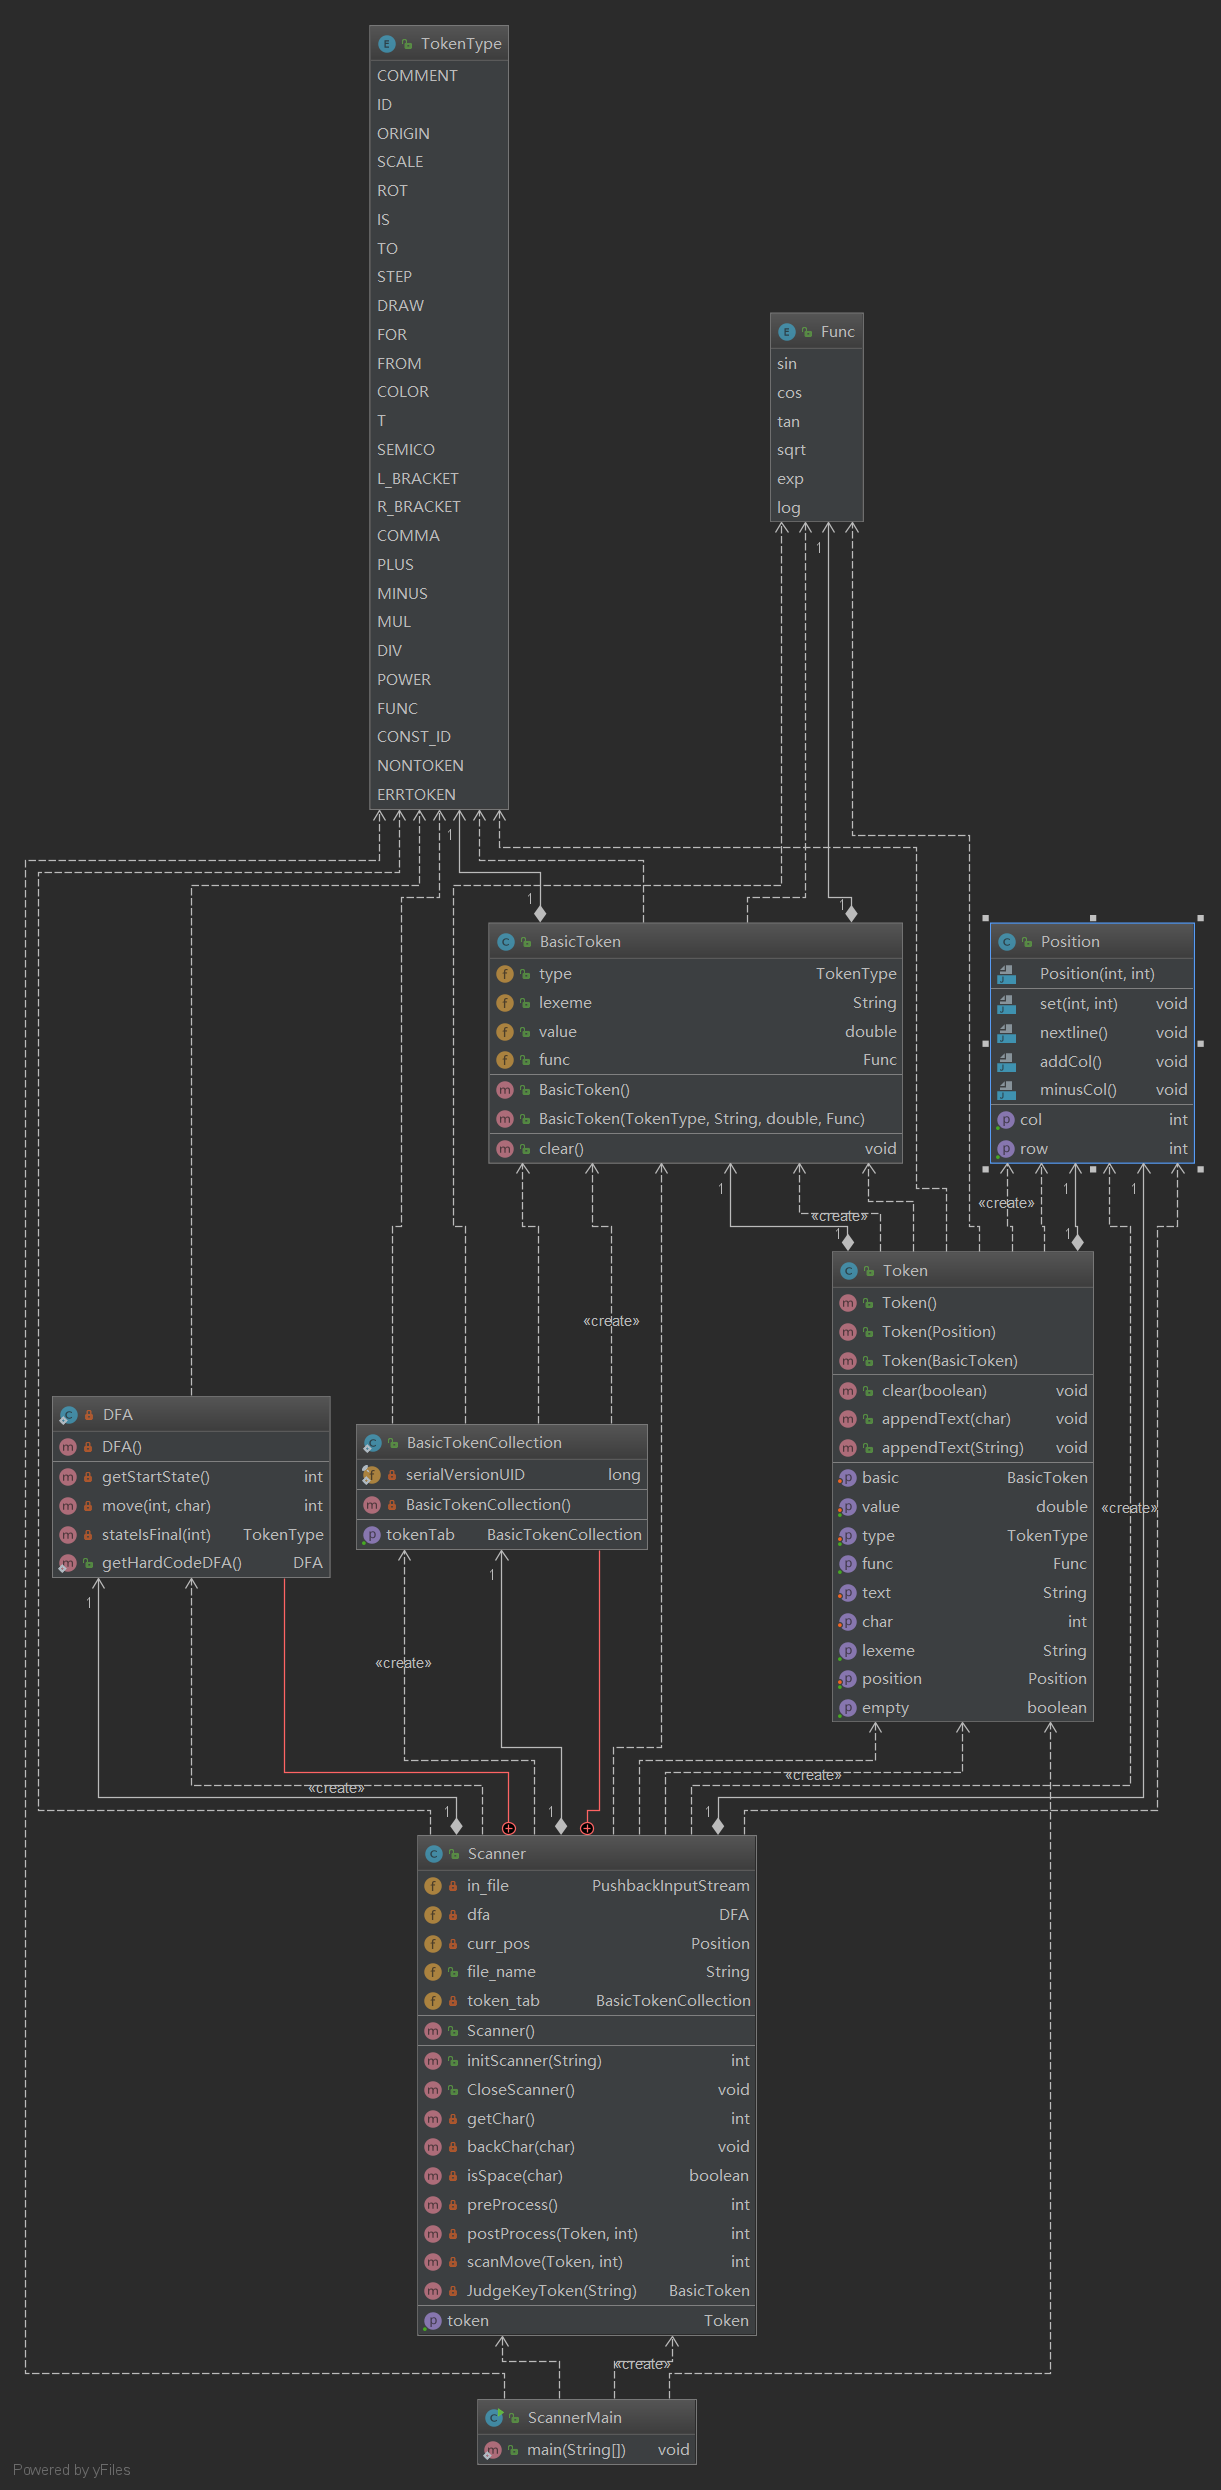 TokenType
COMMENT
ID
ORIGIN
SCALE
ROT
IS
TO
STEP
DRAW
FOR
FROM
COLOR
T
SEMICO
L_BRACKET
R_BRACKET
COMMA
PLUS
MINUS
MUL
DIV
POWER
FUNC
CONST_ID
NONTOKEN
ERRTOKEN
1
1
Func
sin
cos
tan
sqrt
exp
log
1
1
BasicToken
type TokenType
lexeme String
value double
func Func
BasicToken()
BasicToken(TokenType, String, double, Func)
clear() void
1
«create»
1
Position
Position(int, int)
set(int, int) void
nextline() void
addCol() void
minusCol() void
col int
row int
1
1
«create»
1
Token
Token()
Token(Position)
Token(BasicToken)
clear(boolean) void
appendText(char) void
appendText(String) void
basic BasicToken
value double
type TokenType
func Func
text String
char int
lexeme String
position Position
empty boolean
«create»
«create»
DFA
DFA()
getStartState() int
move(int, char) int
stateIsFinal(int) TokenType
getHardCodeDFA() DFA
1
BasicTokenCollection
serialVersionUID long
BasicTokenCollection()
tokenTab BasicTokenCollection
1
«create»
«create»
«create»
1
1
1
Scanner
in_file PushbackInputStream
dfa DFA
curr_pos Position
file_name String
token_tab BasicTokenCollection
Scanner()
initScanner(String) int
CloseScanner() void
getChar() int
backChar(char) void
isSpace(char) boolean
preProcess() int
postProcess(Token, int) int
scanMove(Token, int) int
JudgeKeyToken(String) BasicToken
token Token
«create»
ScannerMain
main(String[]) void
Powered by yFiles